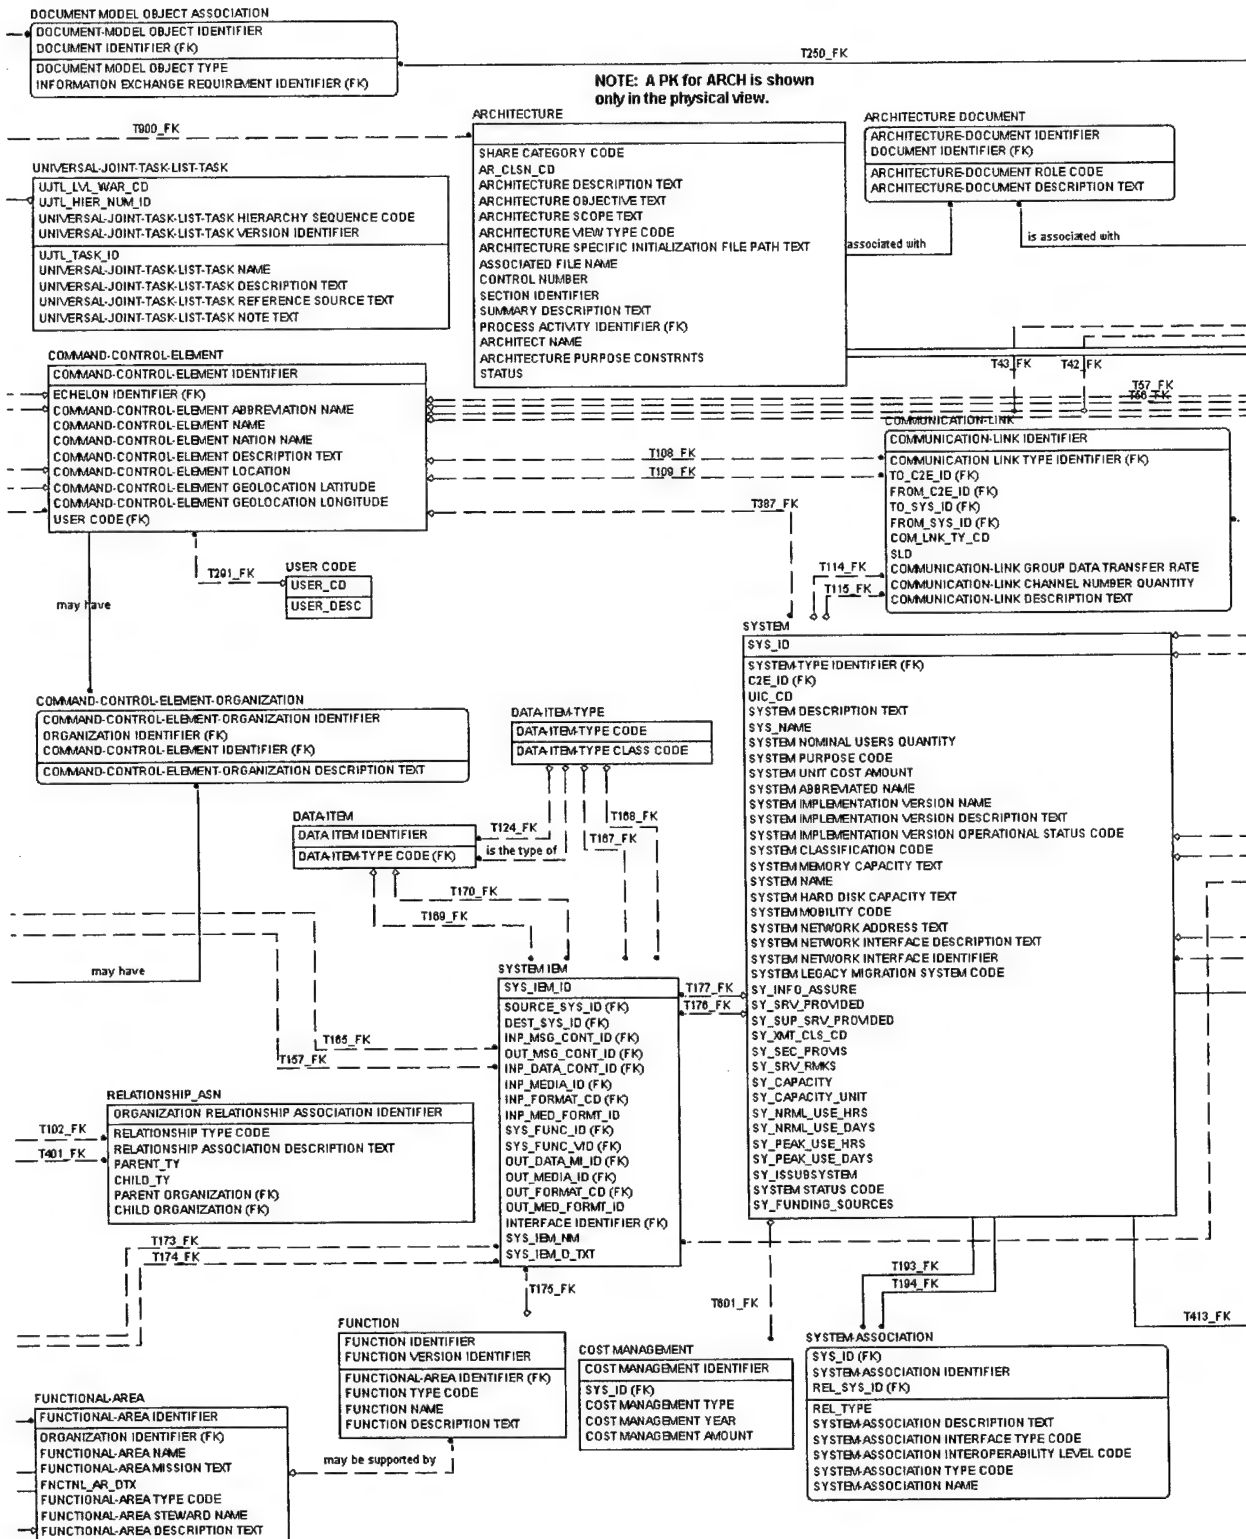 DOCUMENT MODEL OBJECT ASSOCIATION
DOCUMENT-MODEL OBJECT IDENTIFIER
DOCUMENT IDENTIFIER (FK)
DOCUMENT MODEL OBJECT TYPE
INFORMATION EXCHANGE REQUIREMENT IDENTIFIER (FK)
T250_FK
NOTE: A PK for ARCH is shown
only in the physical view.
T900_FK
ARCHITECTURE
SHARE CATEGORY CODE
AR_CLSN_CD
ARCHITECTURE DESCRIPTION TEXT
ARCHITECTURE OBJECTIVE TEXT
ARCHITECTURE SCOPE TEXT
ARCHITECTURE VIEW TYPE CODE
ARCHITECTURE SPECIFIC INITIALIZATION FILE PATH TEXT
ASSOCIATED FILE NAME
CONTROL NUMBER
SECTION IDENTIFIER
SUMMARY DESCRIPTION TEXT
PROCESS ACTIVITY IDENTIFIER (FK)
ARCHITECT NAME
ARCHITECTURE PURPOSE CONSTRNTS
STATUS
ARCHITECTURE DOCUMENT
ARCHITECTURE-DOCUMENT IDENTIFIER
DOCUMENT IDENTIFIER (FK)
ARCHITECTURE-DOCUMENT ROLE CODE
ARCHITECTURE-DOCUMENT DESCRIPTION TEXT
associated with
is associated with
UNIVERSAL-JOINT-TASK-LIST-TASK
UJTL_LVL_WAR_CD
UJTL_HIER_NUM_ID
UNIVERSAL-JOINT-TASK-LIST-TASK HIERARCHY SEQUENCE CODE
UNIVERSAL-JOINT-TASK-LIST-TASK VERSION IDENTIFIER
UJTL_TASK_ID
UNIVERSAL-JOINT-TASK-LIST-TASK NAME
UNIVERSAL-JOINT-TASK-LIST-TASK DESCRIPTION TEXT
UNIVERSAL-JOINT-TASK-LIST-TASK REFERENCE SOURCE TEXT
UNIVERSAL-JOINT-TASK-LIST-TASK NOTE TEXT
COMMAND-CONTROL-ELEMENT
COMMAND-CONTROL-ELEMENT IDENTIFIER
ECHELON IDENTIFIER (FK)
COMMAND-CONTROL-ELEMENT ABBREVIATION NAME
COMMAND-CONTROL-ELEMENT NAME
COMMAND-CONTROL-ELEMENT NATION NAME
COMMAND-CONTROL-ELEMENT DESCRIPTION TEXT
COMMAND-CONTROL-ELEMENT LOCATION
COMMAND-CONTROL-ELEMENT GEOLOCATION LATITUDE
COMMAND-CONTROL-ELEMENT GEOLOCATION LONGITUDE
USER CODE (FK)
T43_FK
T42_FK
T57_FK
COMMUNICATION-LINK
COMMUNICATION-LINK IDENTIFIER
COMMUNICATION LINK TYPE IDENTIFIER (FK)
TO_C2E_ID (FK)
FROM_C2E_ID (FK)
TO_SYS_ID (FK)
FROM_SYS_ID (FK)
COM_LNK_TY_CD
SLD
COMMUNICATION-LINK GROUP DATA TRANSFER RATE
COMMUNICATION-LINK CHANNEL NUMBER QUANTITY
COMMUNICATION-LINK DESCRIPTION TEXT
T108_FK
T109_FK
T387_FK
T114_FK
T115_FK
T291_FK
USER CODE
USER_CD
USER_DESC
may have
COMMAND-CONTROL-ELEMENT-ORGANIZATION
COMMAND-CONTROL-ELEMENT-ORGANIZATION IDENTIFIER
ORGANIZATION IDENTIFIER (FK)
COMMAND-CONTROL-ELEMENT IDENTIFIER (FK)
COMMAND-CONTROL-ELEMENT-ORGANIZATION DESCRIPTION TEXT
may have
DATA-ITEM-TYPE
DATA-ITEM-TYPE CODE
DATA-ITEM-TYPE CLASS CODE
DATA-ITEM
DATA ITEM IDENTIFIER
DATA-ITEM-TYPE CODE (FK)
T124_FK
is the type of
T168_FK
T167_FK
T170_FK
T169_FK
SYSTEM
SYS_ID
SYSTEM-TYPE IDENTIFIER (FK)
C2E_ID (FK)
UIC_CD
SYSTEM DESCRIPTION TEXT
SYS_NAME
SYSTEM NOMINAL USERS QUANTITY
SYSTEM PURPOSE CODE
SYSTEM UNIT COST AMOUNT
SYSTEM ABBREVIATED NAME
SYSTEM IMPLEMENTATION VERSION NAME
SYSTEM IMPLEMENTATION VERSION DESCRIPTION TEXT
SYSTEM IMPLEMENTATION VERSION OPERATIONAL STATUS CODE
SYSTEM CLASSIFICATION CODE
SYSTEM MEMORY CAPACITY TEXT
SYSTEM NAME
SYSTEM HARD DISK CAPACITY TEXT
SYSTEM MOBILITY CODE
SYSTEM NETWORK ADDRESS TEXT
SYSTEM NETWORK INTERFACE DESCRIPTION TEXT
SYSTEM NETWORK INTERFACE IDENTIFIER
SYSTEM LEGACY MIGRATION SYSTEM CODE
SY_INFO_ASSURE
SY_SRV_PROVIDED
SY_SUP_SRV_PROVIDED
SY_XMT_CLS_CD
SY_SEC_PROVIS
SY_SRV_RMKS
SY_CAPACITY
SY_CAPACITY_UNIT
SY_NRML_USE_HRS
SY_NRML_USE_DAYS
SY_PEAK_USE_HRS
SY_PEAK_USE_DAYS
SY_ISSUBSYSTEM
SYSTEM STATUS CODE
SY_FUNDING_SOURCES
SYSTEM IEM
SYS_IEM_ID
SOURCE_SYS_ID (FK)
DEST_SYS_ID (FK)
INP_MSG_CONT_ID (FK)
OUT_MSG_CONT_ID (FK)
INP_DATA_CONT_ID (FK)
INP_MEDIA_ID (FK)
INP_FORMAT_CD (FK)
INP_MED_FORMT_ID
SYS_FUNC_ID (FK)
SYS_FUNC_VID (FK)
OUT_DATA_MI_ID (FK)
OUT_MEDIA_ID (FK)
OUT_FORMAT_CD (FK)
OUT_MED_FORMT_ID
INTERFACE IDENTIFIER (FK)
SYS_IEM_NM
SYS_IEM_D_TXT
T177_FK
T176_FK
T165_FK
T157_FK
RELATIONSHIP_ASN
ORGANIZATION RELATIONSHIP ASSOCIATION IDENTIFIER
RELATIONSHIP TYPE CODE
RELATIONSHIP ASSOCIATION DESCRIPTION TEXT
PARENT_TY
CHILD_TY
PARENT ORGANIZATION (FK)
CHILD ORGANIZATION (FK)
T102_FK
T401_FK
T173_FK
T174_FK
T175_FK
T601_FK
T193_FK
T194_FK
T413_FK
FUNCTION
FUNCTION IDENTIFIER
FUNCTION VERSION IDENTIFIER
FUNCTIONAL-AREA IDENTIFIER (FK)
FUNCTION TYPE CODE
FUNCTION NAME
FUNCTION DESCRIPTION TEXT
COST MANAGEMENT
COST MANAGEMENT IDENTIFIER
SYS_ID (FK)
COST MANAGEMENT TYPE
COST MANAGEMENT YEAR
COST MANAGEMENT AMOUNT
SYSTEM-ASSOCIATION
SYS_ID (FK)
SYSTEM-ASSOCIATION IDENTIFIER
REL_SYS_ID (FK)
REL_TYPE
SYSTEM-ASSOCIATION DESCRIPTION TEXT
SYSTEM-ASSOCIATION INTERFACE TYPE CODE
SYSTEM-ASSOCIATION INTEROPERABILITY LEVEL CODE
SYSTEM-ASSOCIATION TYPE CODE
SYSTEM-ASSOCIATION NAME
FUNCTIONAL-AREA
FUNCTIONAL-AREA IDENTIFIER
ORGANIZATION IDENTIFIER (FK)
FUNCTIONAL-AREA NAME
FUNCTIONAL-AREA MISSION TEXT
FNCTNL_AR_DTX
FUNCTIONAL-AREA TYPE CODE
FUNCTIONAL-AREA STEWARD NAME
FUNCTIONAL-AREA DESCRIPTION TEXT
may be supported by